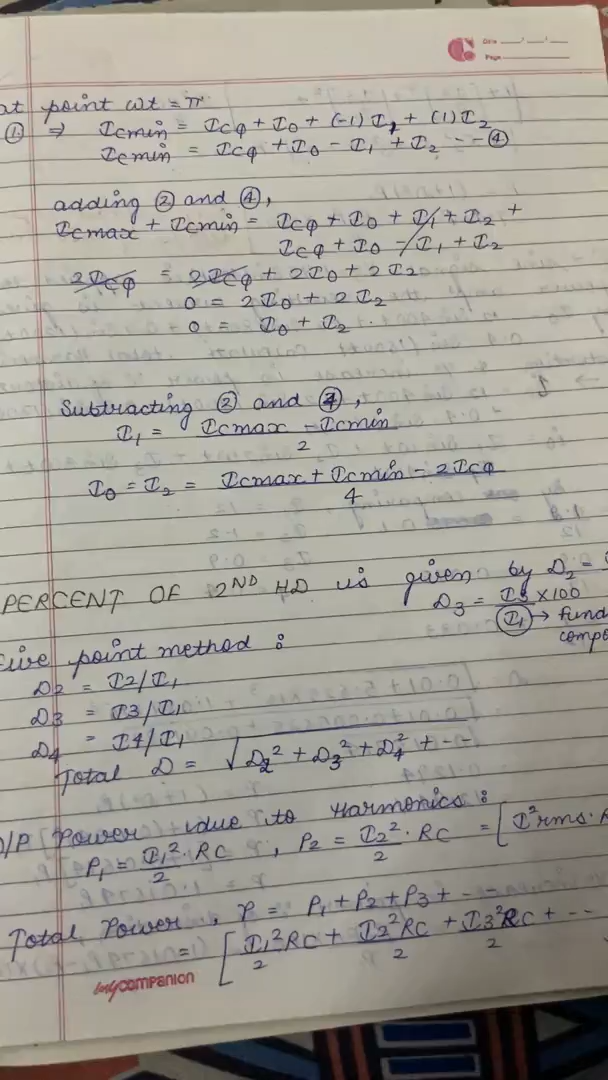 Date
Page
at point ωt = π
① ⇒ Icmin = IcQ + I0 + (-1) I1 + (1) I2
Icmin = IcQ + I0 - I1 + I2 -- ④
adding ② and ④,
Icmax + Icmin = IcQ + I0 + I1 + I2 +
IcQ + I0 - I1 + I2
2IcQ = 2IcQ + 2I0 + 2I2
0 = 2I0 + 2I2
0 = I0 + I2 .
Subtracting ② and ④,
I1 = Icmax - Icmin / 2
I0 = I2 = Icmax + Icmin - 2IcQ / 4
PERCENT OF 2ND HD is given by D2 =
D3 = I3 / I1 × 100
→ fund
compo
five point method :
D2 = I2/I1
D3 = I3/I1
D4 = I4/I1
Total D = √D2² + D3² + D4² + --
O/P Power due to Harmonics :
P1 = I1²/2 · RC , P2 = I2²/2 · RC = [I²rms · R
Total Power, P = P1 + P2 + P3 + - -
= [I1²RC/2 + I2²RC/2 + I3²RC/2 + - -
mycompanion